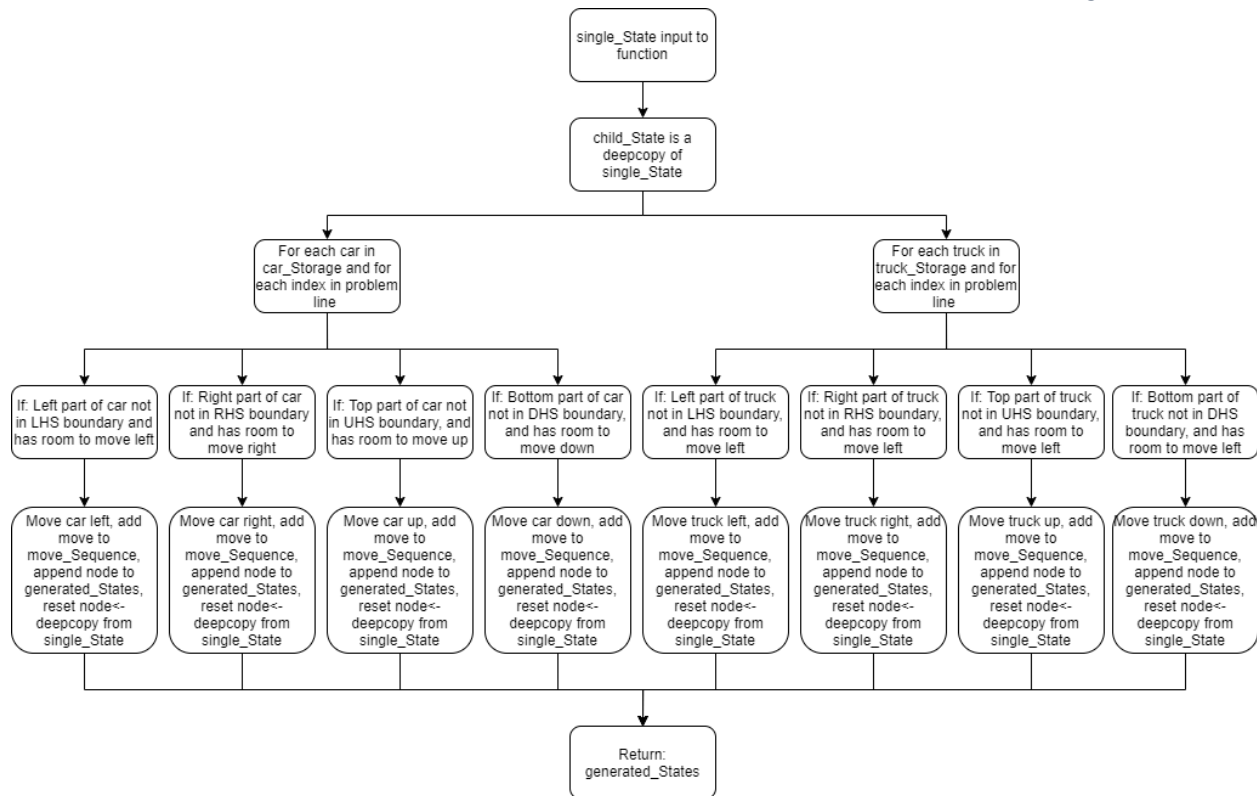 single_State input to
function
child_State is a
deepcopy of
single_State
For each car in
car_Storage and for
each index in problem
line
For each truck in
truck_Storage and for
each index in problem
line
If: Left part of car not
in LHS boundary and
has room to move left
If: Right part of car
not in RHS boundary
and has room to
move right
If: Top part of car not
in UHS boundary, and
has room to move up
If: Bottom part of car
not in DHS boundary,
and has room to
move down
If: Left part of truck
not in LHS boundary,
and has room to
move left
If: Right part of truck
not in RHS boundary,
and has room to
move left
If: Top part of truck
not in UHS boundary,
and has room to
move left
If: Bottom part of
truck not in DHS
boundary, and has
room to move left
Move car left, add
move to
move_Sequence,
append node to
generated_States,
reset node<-
deepcopy from
single_State
Move car right, add
move to
move_Sequence,
append node to
generated_States,
reset node<-
deepcopy from
single_State
Move car up, add
move to
move_Sequence,
append node to
generated_States,
reset node<-
deepcopy from
single_State
Move car down, add
move to
move_Sequence,
append node to
generated_States,
reset node<-
deepcopy from
single_State
Move truck left, add
move to
move_Sequence,
append node to
generated_States,
reset node<-
deepcopy from
single_State
Move truck right, add
move to
move_Sequence,
append node to
generated_States,
reset node<-
deepcopy from
single_State
Move truck up, add
move to
move_Sequence,
append node to
generated_States,
reset node<-
deepcopy from
single_State
Move truck down, add
move to
move_Sequence,
append node to
generated_States,
reset node<-
deepcopy from
single_State
Return:
generated_States